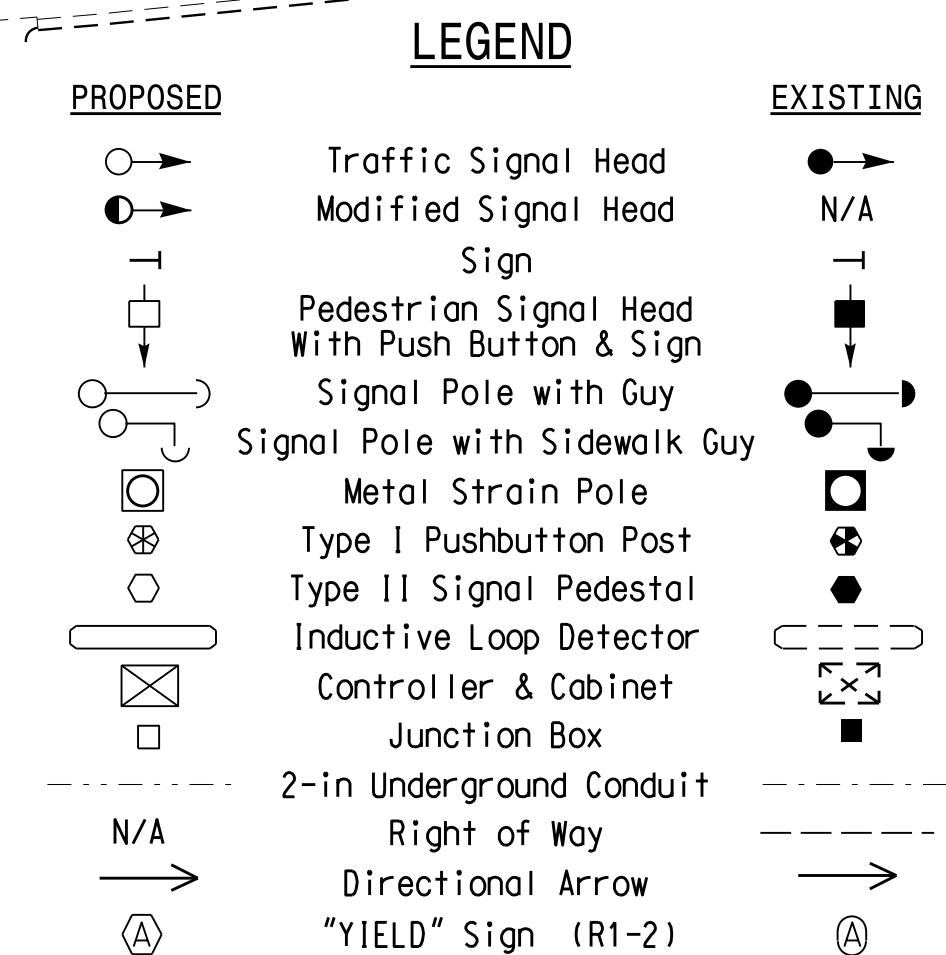 LEGEND
PROPOSED EXISTING
Traffic Signal Head
Modified Signal Head N/A
Sign
Pedestrian Signal Head
With Push Button & Sign
Signal Pole with Guy
Signal Pole with Sidewalk Guy
Metal Strain Pole
Type I Pushbutton Post
Type II Signal Pedestal
Inductive Loop Detector
Controller & Cabinet
Junction Box
2-in Underground Conduit
N/A Right of Way
Directional Arrow
A "YIELD" Sign (R1-2) A